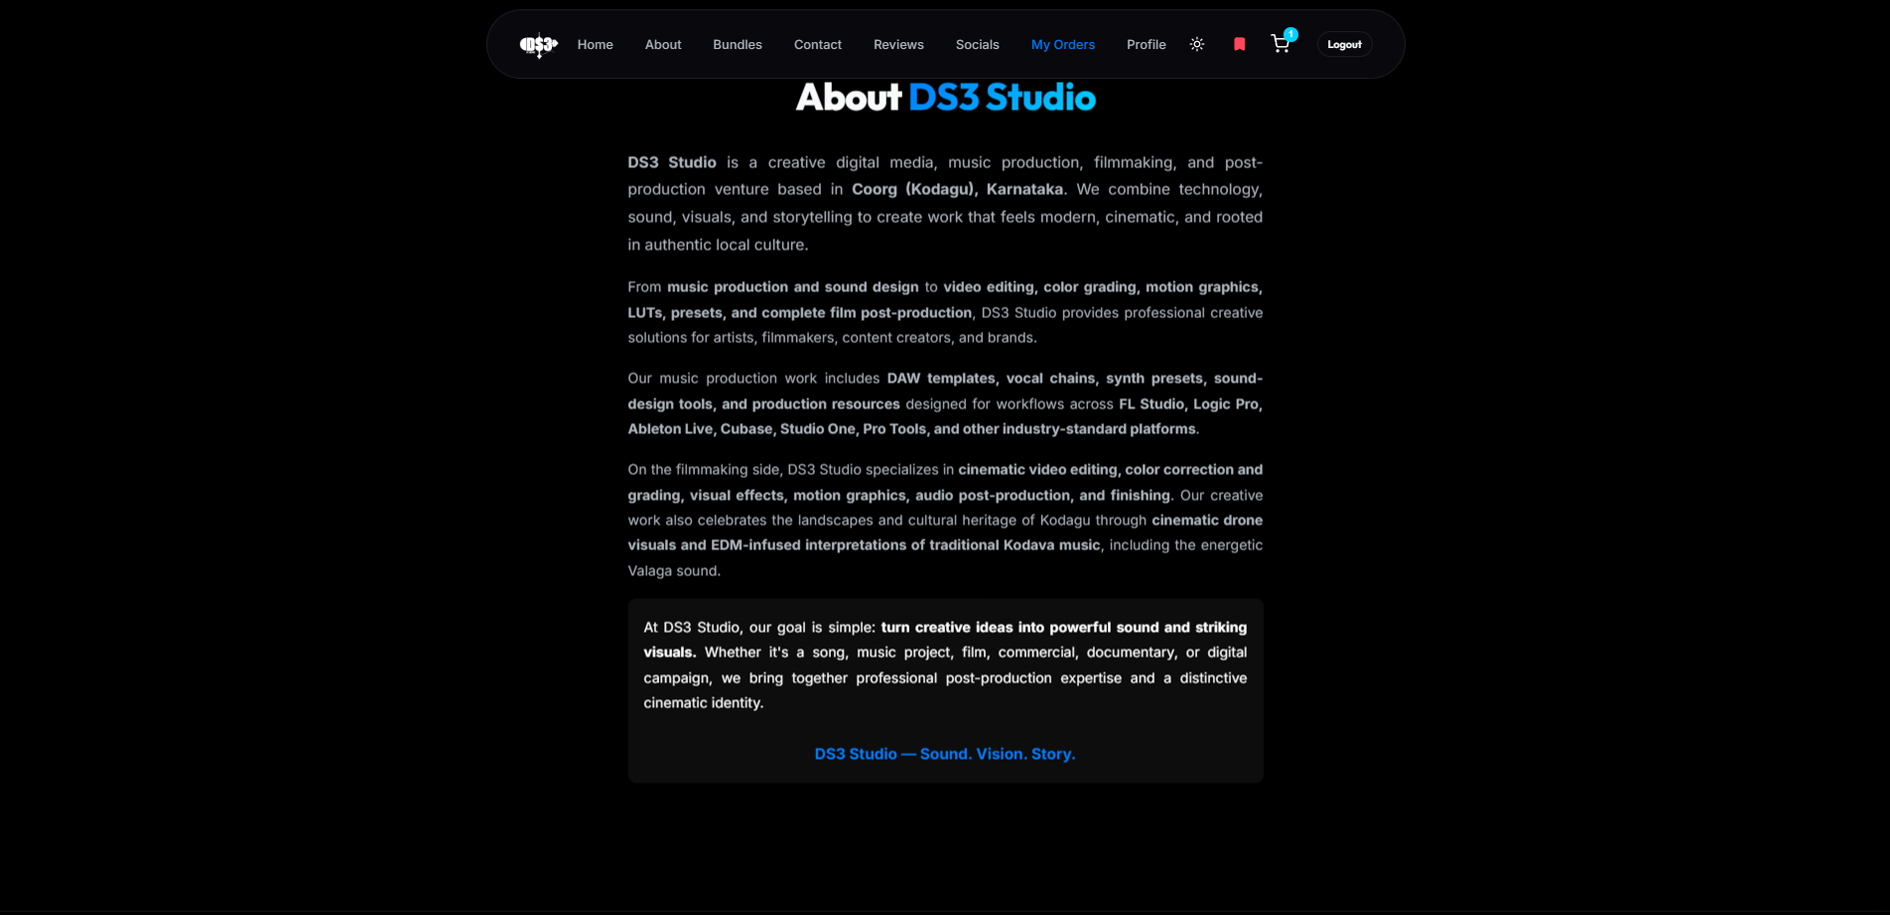 DS3 Home About Bundles Contact Reviews Socials My Orders Profile 1 Logout
About DS3 Studio
DS3 Studio is a creative digital media, music production, filmmaking, and post-
production venture based in Coorg (Kodagu), Karnataka. We combine technology,
sound, visuals, and storytelling to create work that feels modern, cinematic, and rooted
in authentic local culture.
From music production and sound design to video editing, color grading, motion graphics,
LUTs, presets, and complete film post-production, DS3 Studio provides professional creative
solutions for artists, filmmakers, content creators, and brands.
Our music production work includes DAW templates, vocal chains, synth presets, sound-
design tools, and production resources designed for workflows across FL Studio, Logic Pro,
Ableton Live, Cubase, Studio One, Pro Tools, and other industry-standard platforms.
On the filmmaking side, DS3 Studio specializes in cinematic video editing, color correction and
grading, visual effects, motion graphics, audio post-production, and finishing. Our creative
work also celebrates the landscapes and cultural heritage of Kodagu through cinematic drone
visuals and EDM-infused interpretations of traditional Kodava music, including the energetic
Valaga sound.
At DS3 Studio, our goal is simple: turn creative ideas into powerful sound and striking
visuals. Whether it's a song, music project, film, commercial, documentary, or digital
campaign, we bring together professional post-production expertise and a distinctive
cinematic identity.
DS3 Studio — Sound. Vision. Story.